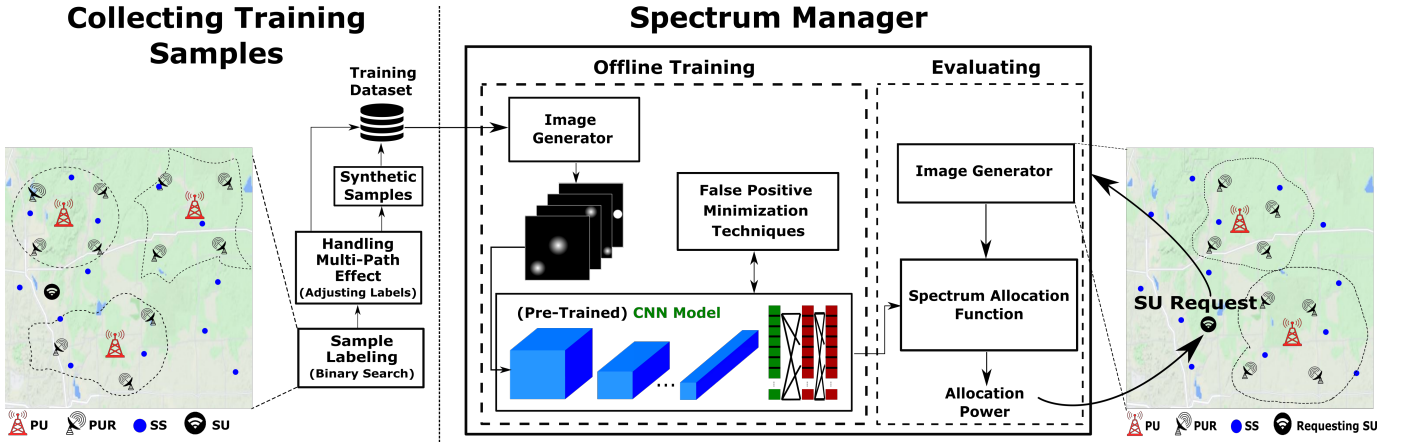 Collecting Training
Samples
Training
Dataset
Synthetic
Samples
Handling
Multi-Path
Effect
(Adjusting Labels)
Sample
Labeling
(Binary Search)
PU
PUR
SS
SU
Spectrum Manager
Offline Training
Image
Generator
False Positive
Minimization
Techniques
(Pre-Trained) CNN Model
Evaluating
Image Generator
Spectrum Allocation
Function
Allocation
Power
SU Request
PU
PUR
SS
Requesting SU